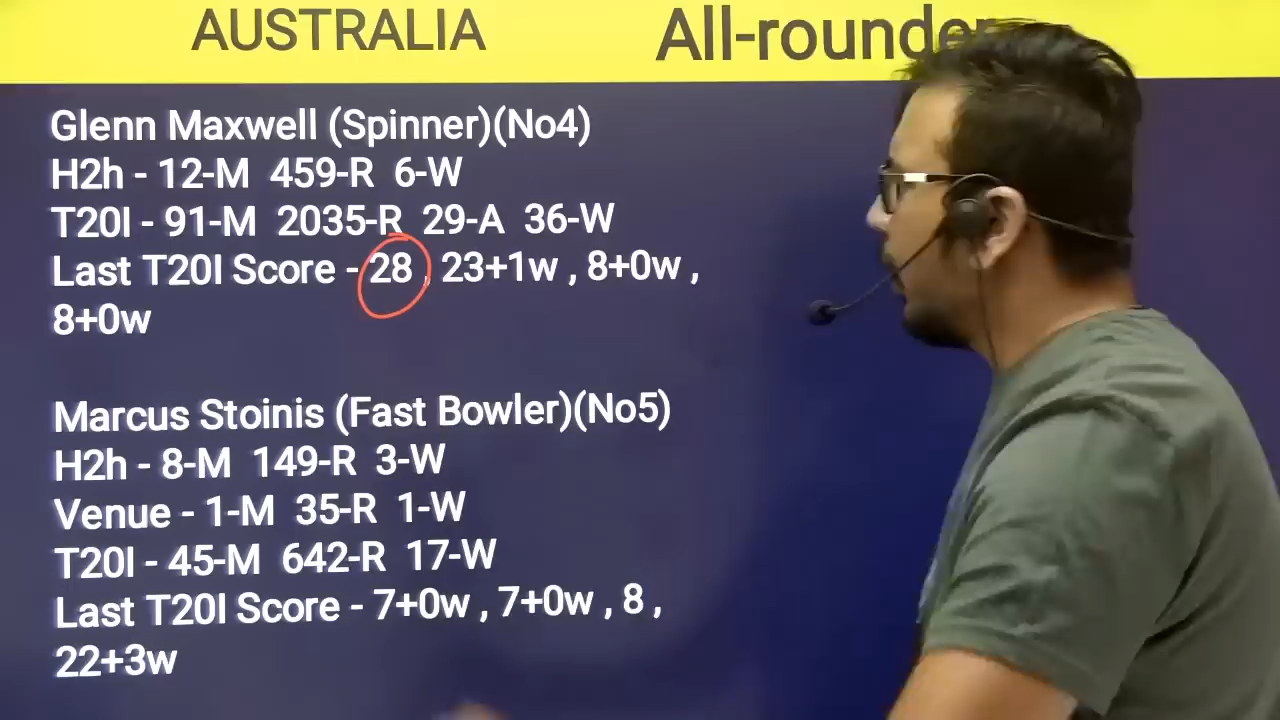 AUSTRALIA All-rounder
Glenn Maxwell (Spinner)(No4)
H2h - 12-M 459-R 6-W
T20I - 91-M 2035-R 29-A 36-W
Last T20I Score - 28 , 23+1w , 8+0w ,
8+0w
Marcus Stoinis (Fast Bowler)(No5)
H2h - 8-M 149-R 3-W
Venue - 1-M 35-R 1-W
T20I - 45-M 642-R 17-W
Last T20I Score - 7+0w , 7+0w , 8 ,
22+3w